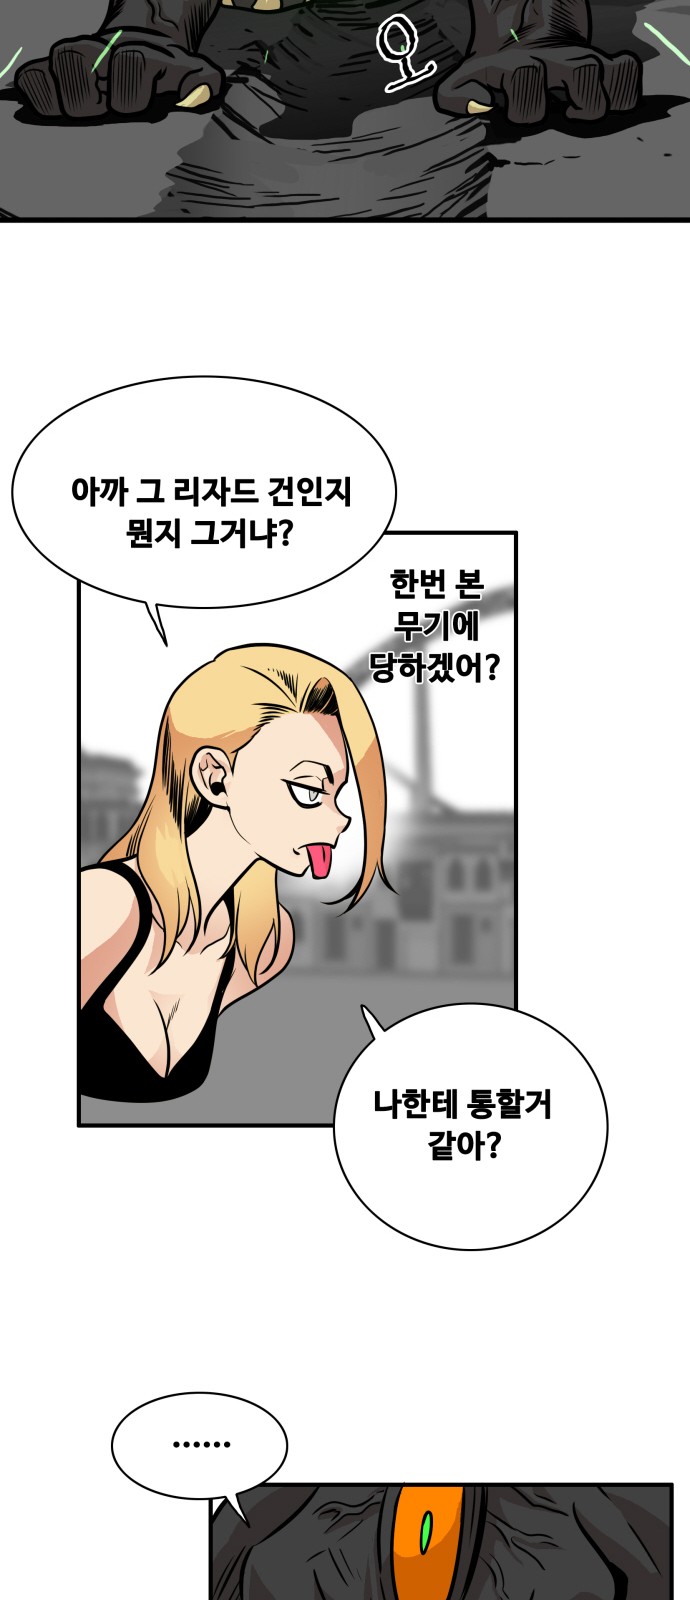 오
아까 그 리자드 건인지
뭔지 그거냐?
한번 본
무기에
당하겠어?
나한테 통할거
같아?
......